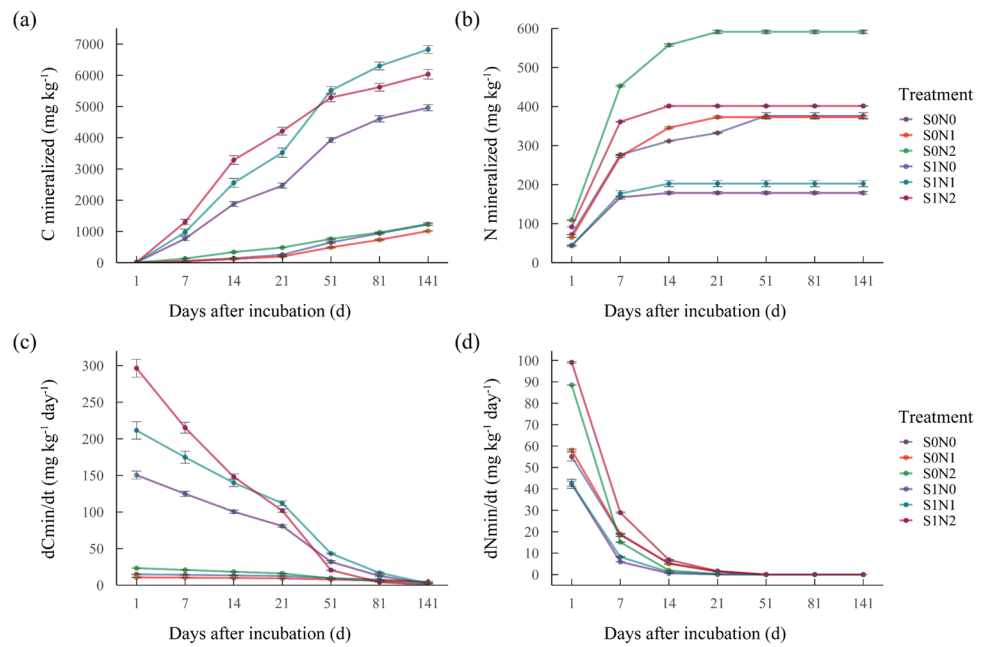 (a)
C mineralized (mg kg-1)
7000
6000
5000
4000
3000
2000
1000
0
1 7 14 21 51 81 141
Days after incubation (d)
(b)
N mineralized (mg kg-1)
600
500
400
300
200
100
0
1 7 14 21 51 81 141
Days after incubation (d)
Treatment
S0N0
S0N1
S0N2
S1N0
S1N1
S1N2
(c)
dCmin/dt (mg kg-1 day-1)
300
250
200
150
100
50
0
1 7 14 21 51 81 141
Days after incubation (d)
(d)
dNmin/dt (mg kg-1 day-1)
100
90
80
70
60
50
40
30
20
10
0
1 7 14 21 51 81 141
Days after incubation (d)
Treatment
S0N0
S0N1
S0N2
S1N0
S1N1
S1N2